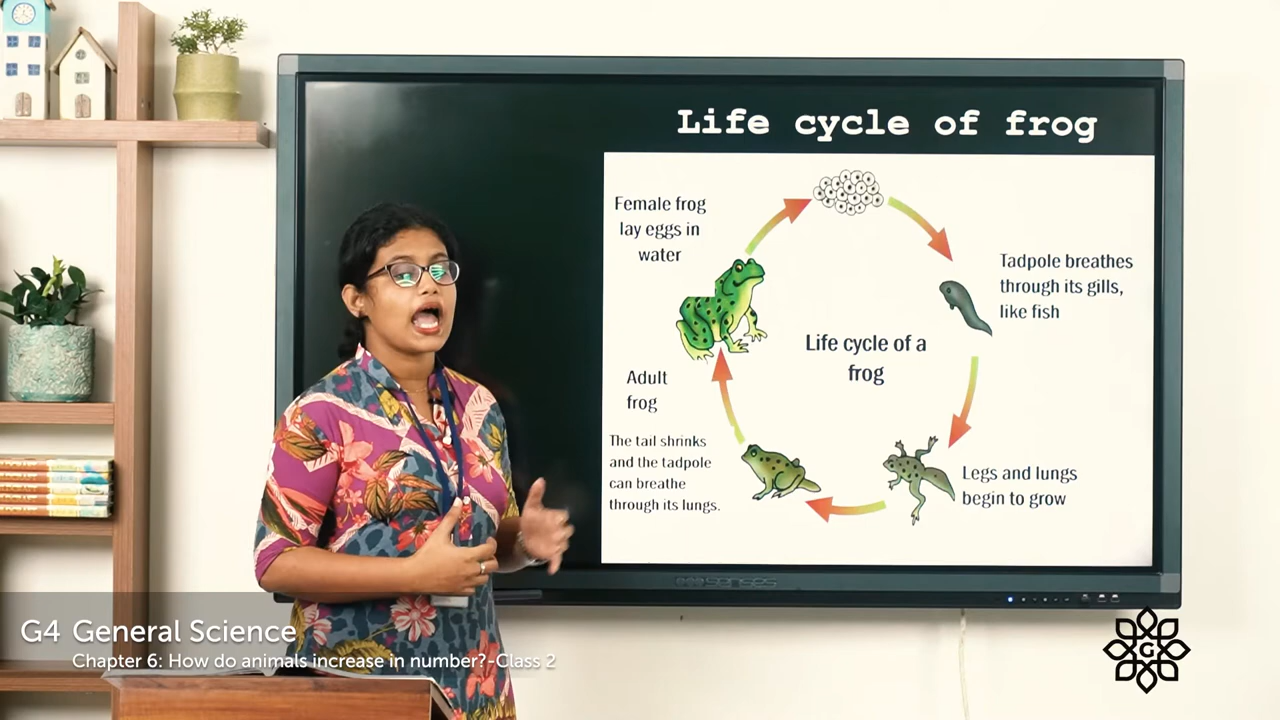 Life cycle of frog
Female frog
lay eggs in
water
Tadpole breathes
through its gills,
like fish
Life cycle of a
frog
Adult
frog
The tail shrinks
and the tadpole
can breathe
through its lungs.
Legs and lungs
begin to grow
G4 General Science
Chapter 6: How do animals increase in number?-Class 2
G